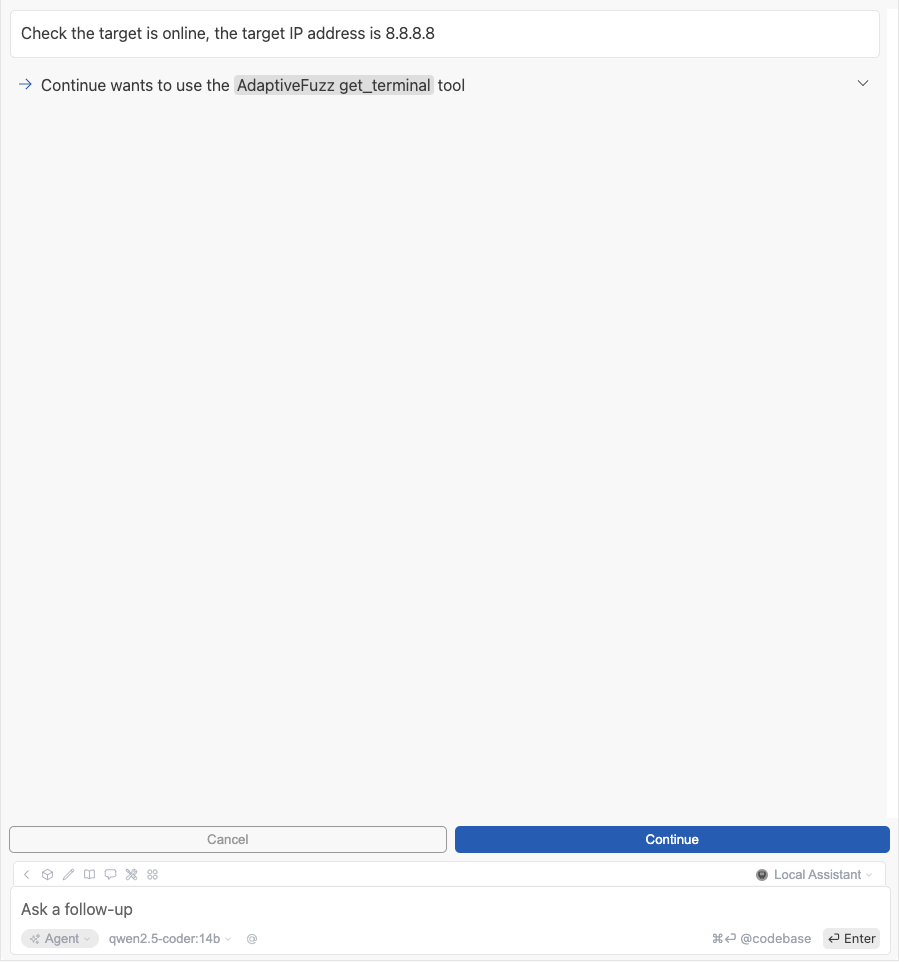 Check the target is online, the target IP address is 8.8.8.8
Continue wants to use the AdaptiveFuzz get_terminal tool
Cancel
Continue
Local Assistant
Ask a follow-up
Agent qwen2.5-coder:14b @ ⌘⏎ @codebase ⏎ Enter